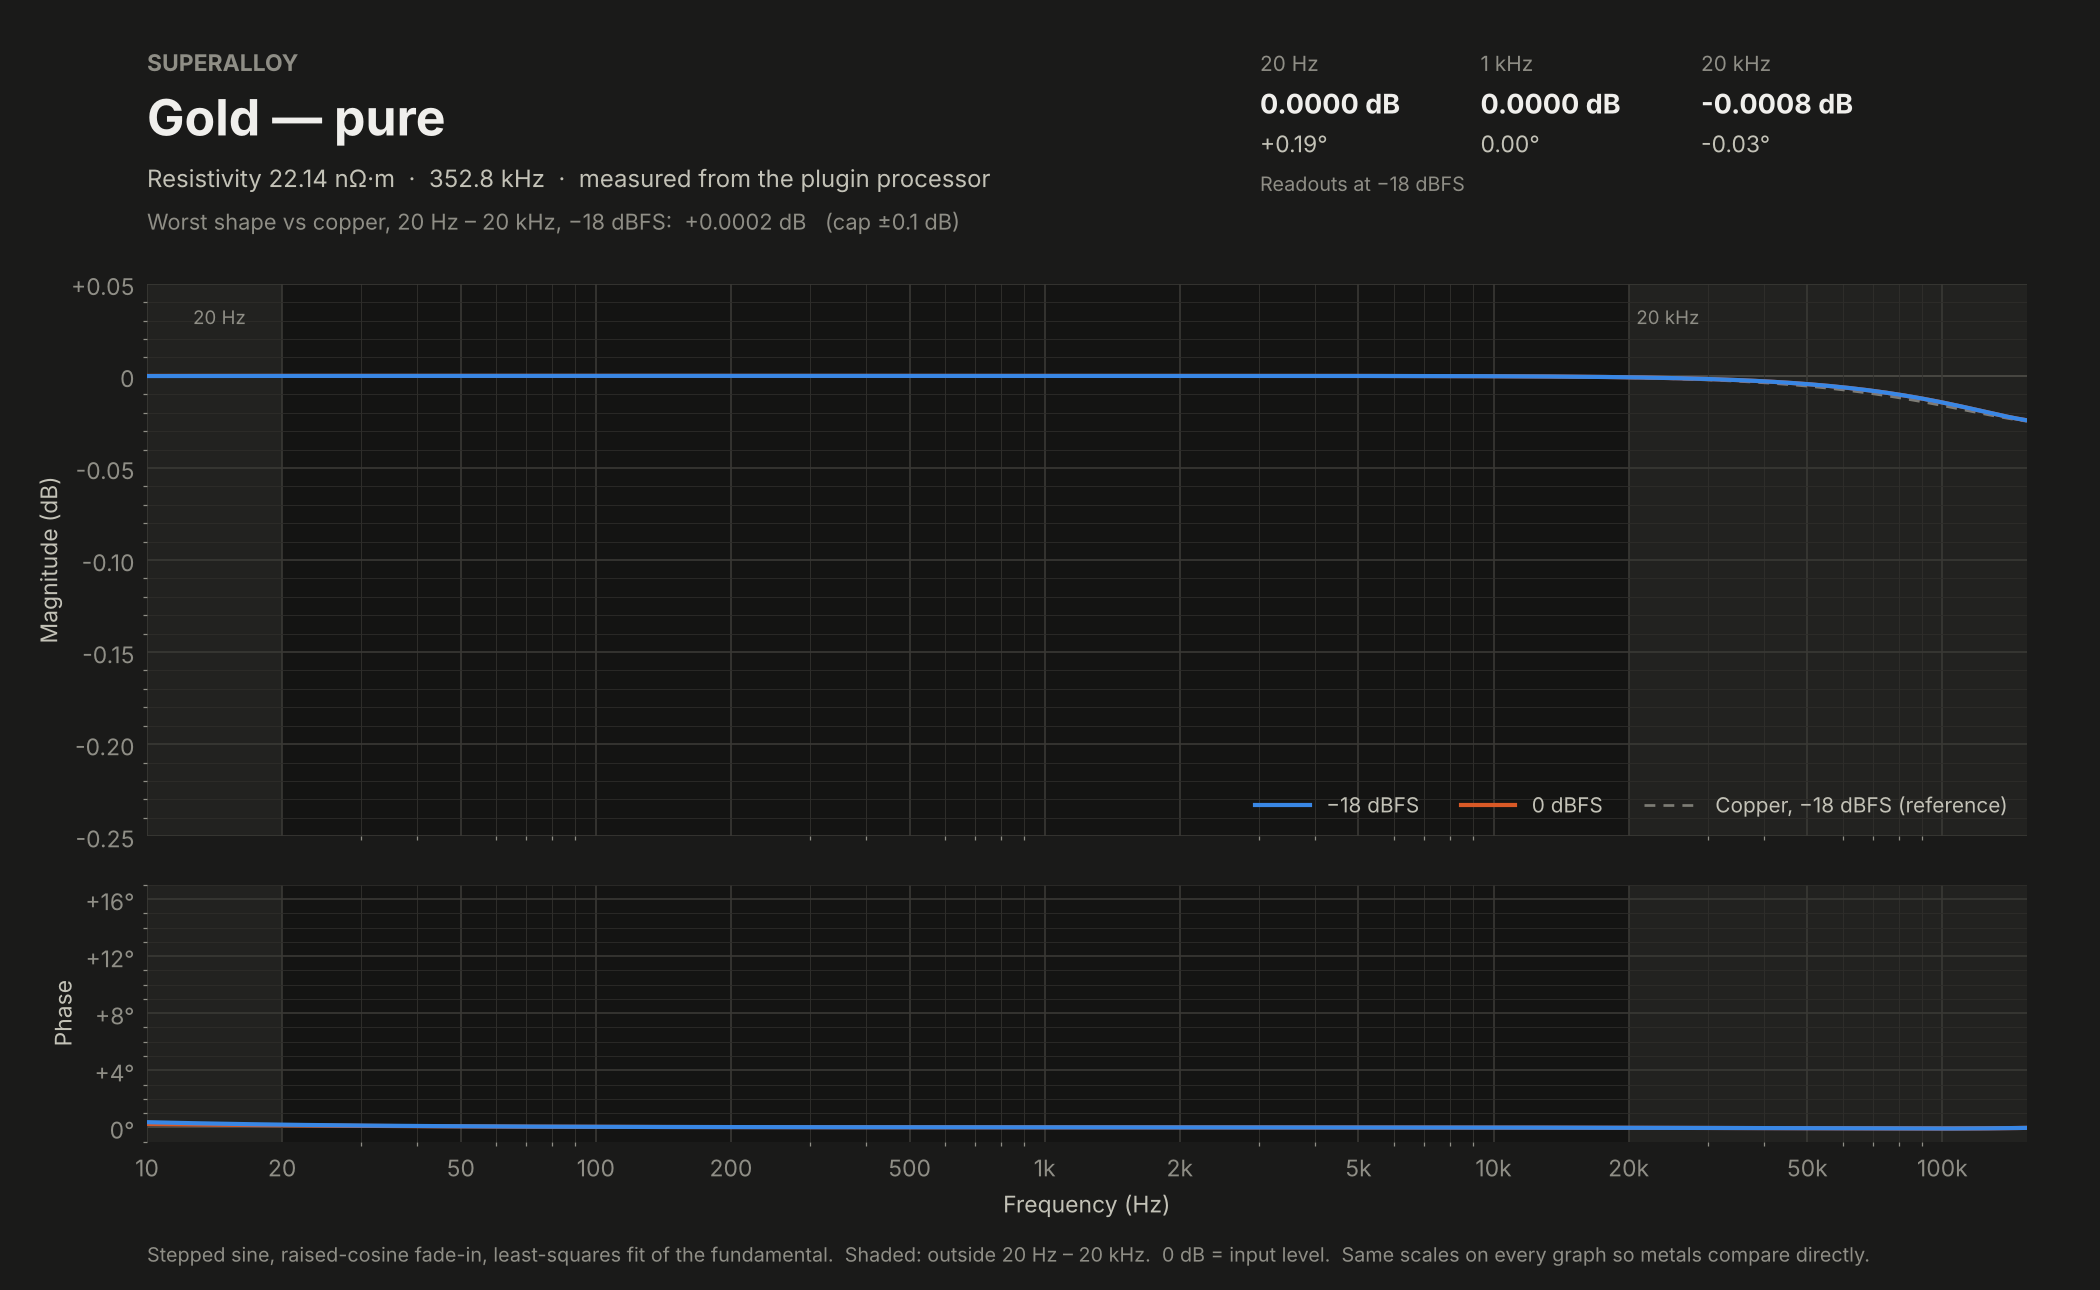 SUPERALLOY
Gold — pure
Resistivity 22.14 nΩ·m · 352.8 kHz · measured from the plugin processor
Worst shape vs copper, 20 Hz – 20 kHz, −18 dBFS: +0.0002 dB (cap ±0.1 dB)
20 Hz 1 kHz 20 kHz
0.0000 dB 0.0000 dB -0.0008 dB
+0.19° 0.00° -0.03°
Readouts at −18 dBFS
Magnitude (dB)
+0.05
0
-0.05
-0.10
-0.15
-0.20
-0.25
20 Hz
20 kHz
−18 dBFS 0 dBFS Copper, −18 dBFS (reference)
Phase
+16°
+12°
+8°
+4°
0°
10 20 50 100 200 500 1k 2k 5k 10k 20k 50k 100k
Frequency (Hz)
Stepped sine, raised-cosine fade-in, least-squares fit of the fundamental. Shaded: outside 20 Hz – 20 kHz. 0 dB = input level. Same scales on every graph so metals compare directly.